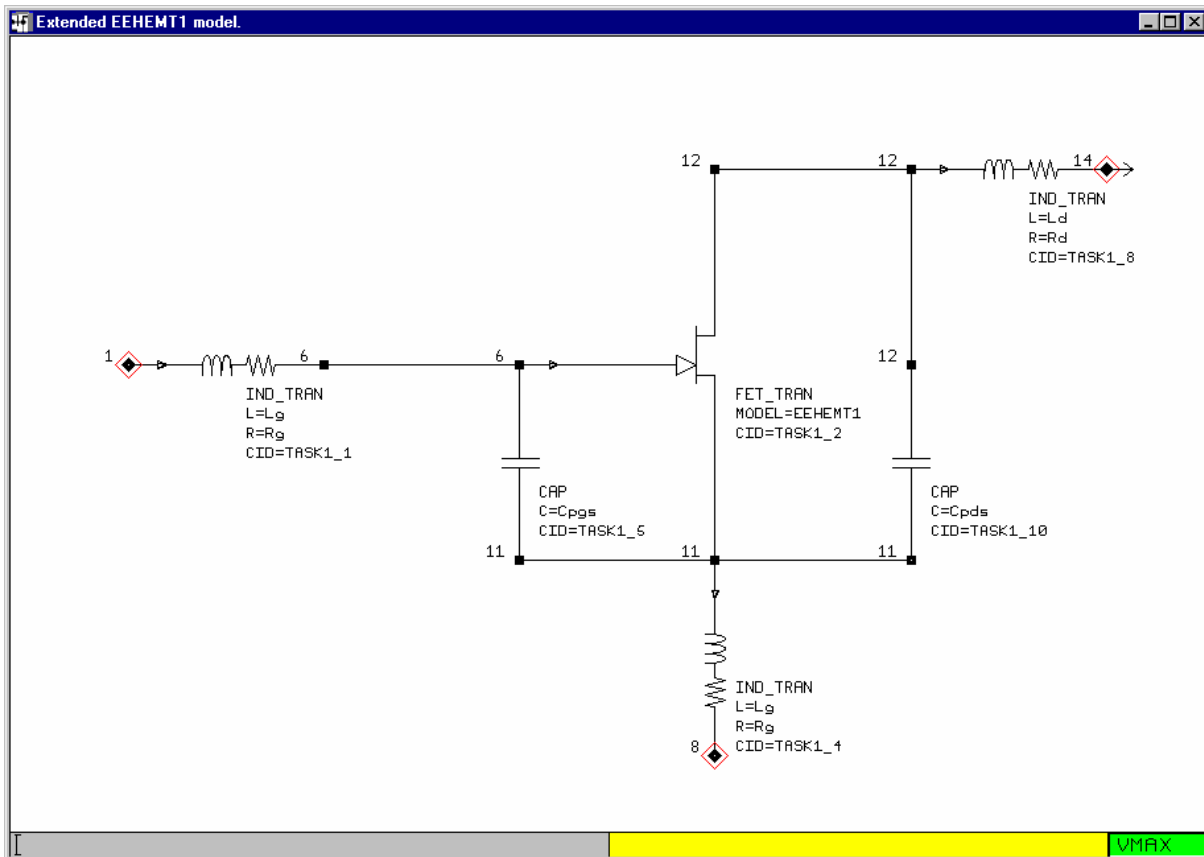 Extended EEHEMT1 model.
12
12
14
IND_TRAN
L=Ld
R=Rd
CID=TASK1_8
1
6
6
12
IND_TRAN
L=Lg
R=Rg
CID=TASK1_1
FET_TRAN
MODEL=EEHEMT1
CID=TASK1_2
CAP
C=Cpgs
CID=TASK1_5
CAP
C=Cpds
CID=TASK1_10
11
11
11
IND_TRAN
L=Lg
R=Rg
CID=TASK1_4
8
VMAX